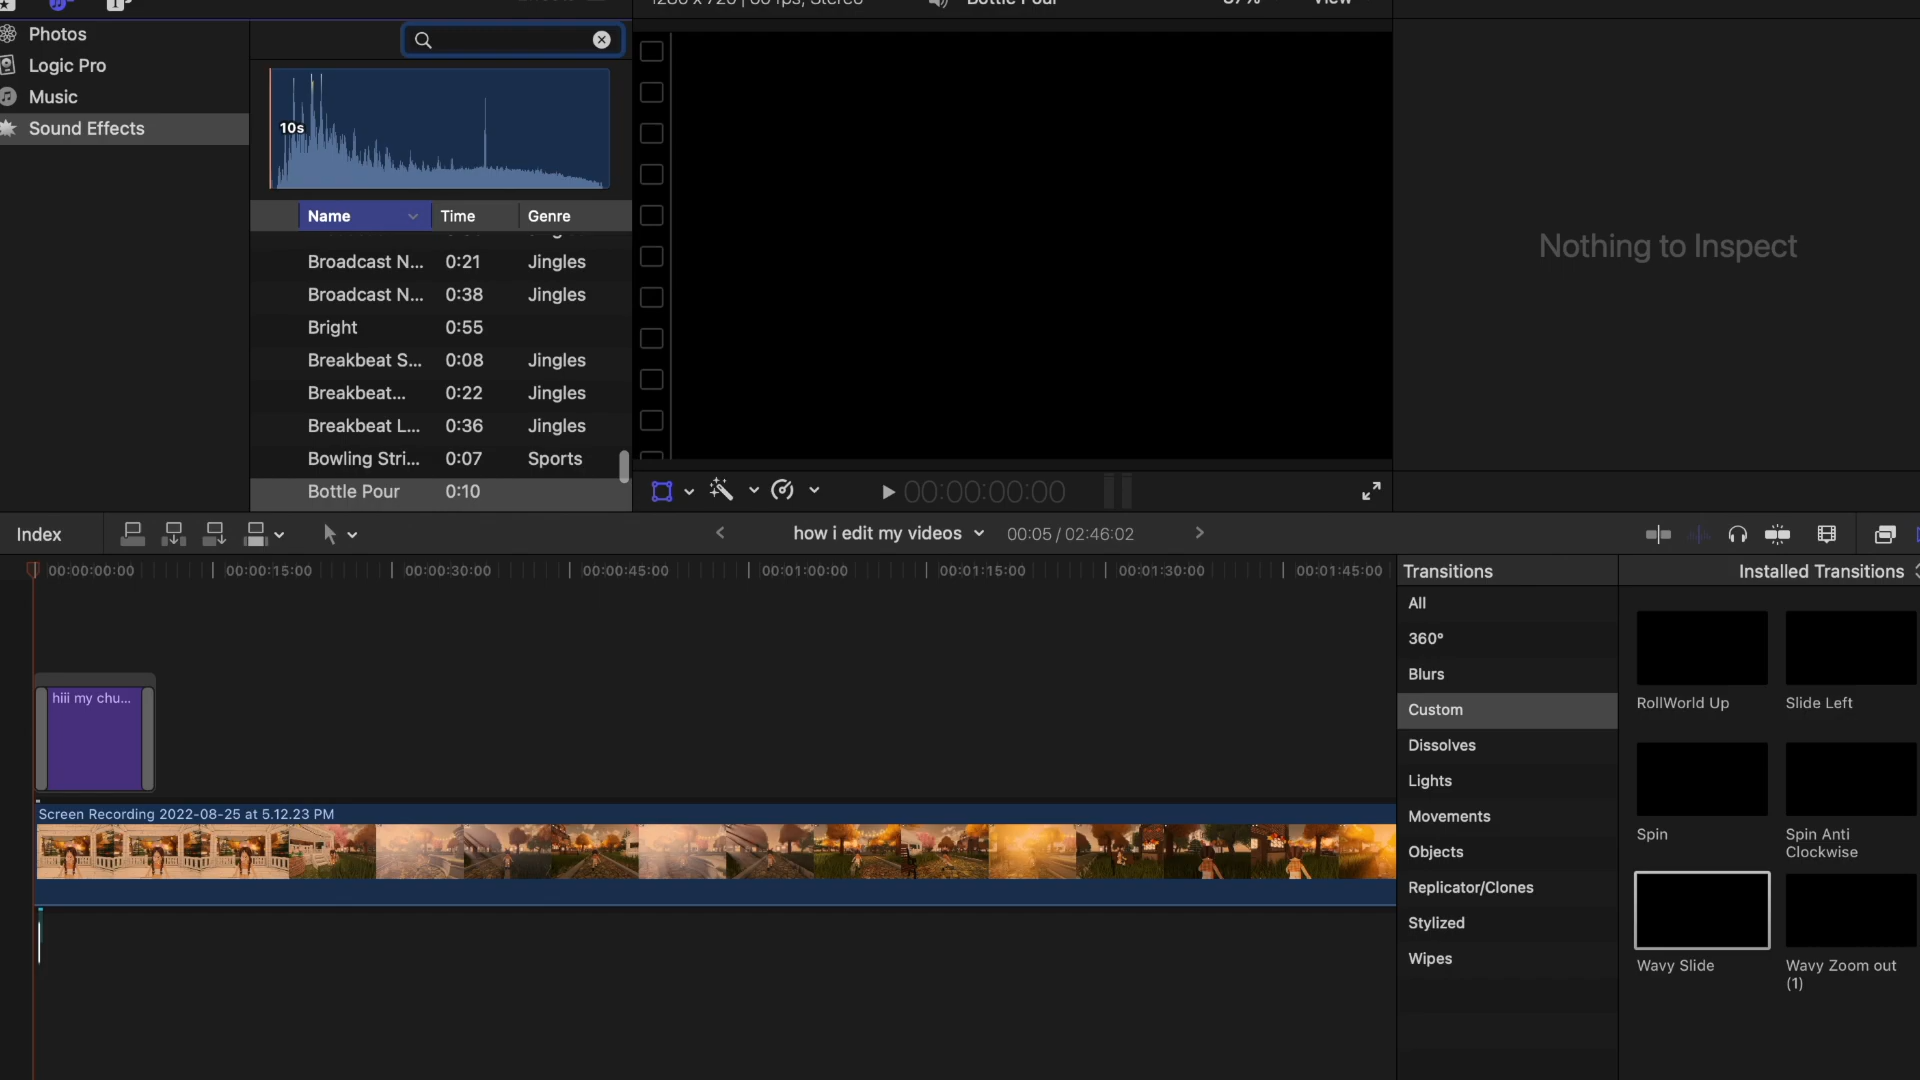 Bottle Pour
View
Photos
Logic Pro
Music
Sound Effects
10s
Name Time Genre
Broadcast N... 0:21 Jingles
Broadcast N... 0:38 Jingles
Bright 0:55
Breakbeat S... 0:08 Jingles
Breakbeat... 0:22 Jingles
Breakbeat L... 0:36 Jingles
Bowling Stri... 0:07 Sports
Bottle Pour 0:10
Nothing to Inspect
00:00:00:00
Index
how i edit my videos 00:05 / 02:46:02
00:00:00:00 00:00:15:00 00:00:30:00 00:00:45:00 00:01:00:00 00:01:15:00 00:01:30:00 00:01:45:00
hiii my chu...
Screen Recording 2022-08-25 at 5.12.23 PM
Transitions
Installed Transitions
All
360°
Blurs
Custom
Dissolves
Lights
Movements
Objects
Replicator/Clones
Stylized
Wipes
RollWorld Up
Slide Left
Spin
Spin Anti
Clockwise
Wavy Slide
Wavy Zoom out
(1)